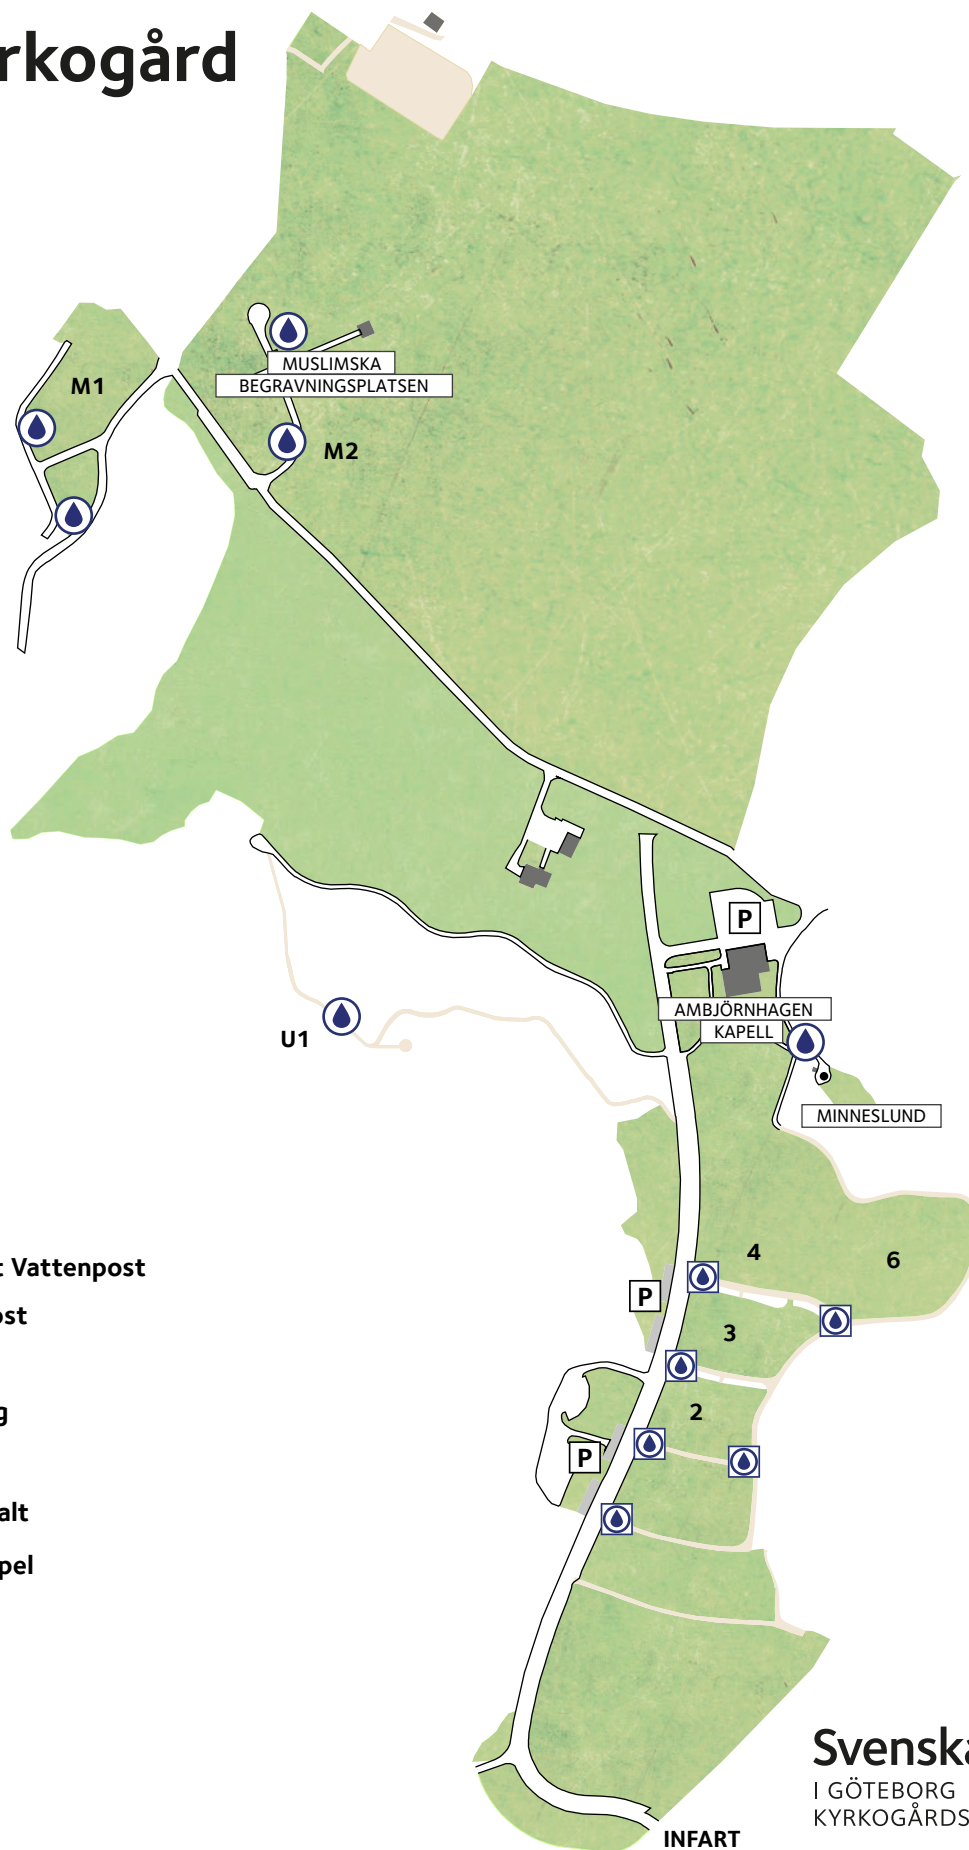 rkogård
MUSLIMSKA
BEGRAVNINGSPLATSEN
M1
M2
P
AMBJÖRNHAGEN
KAPELL
U1
MINNESLUND
4
6
t Vattenpost
P
ost
3
g
2
P
alt
pel
Svenska
I GÖTEBORG
KYRKOGÅRDS
INFART